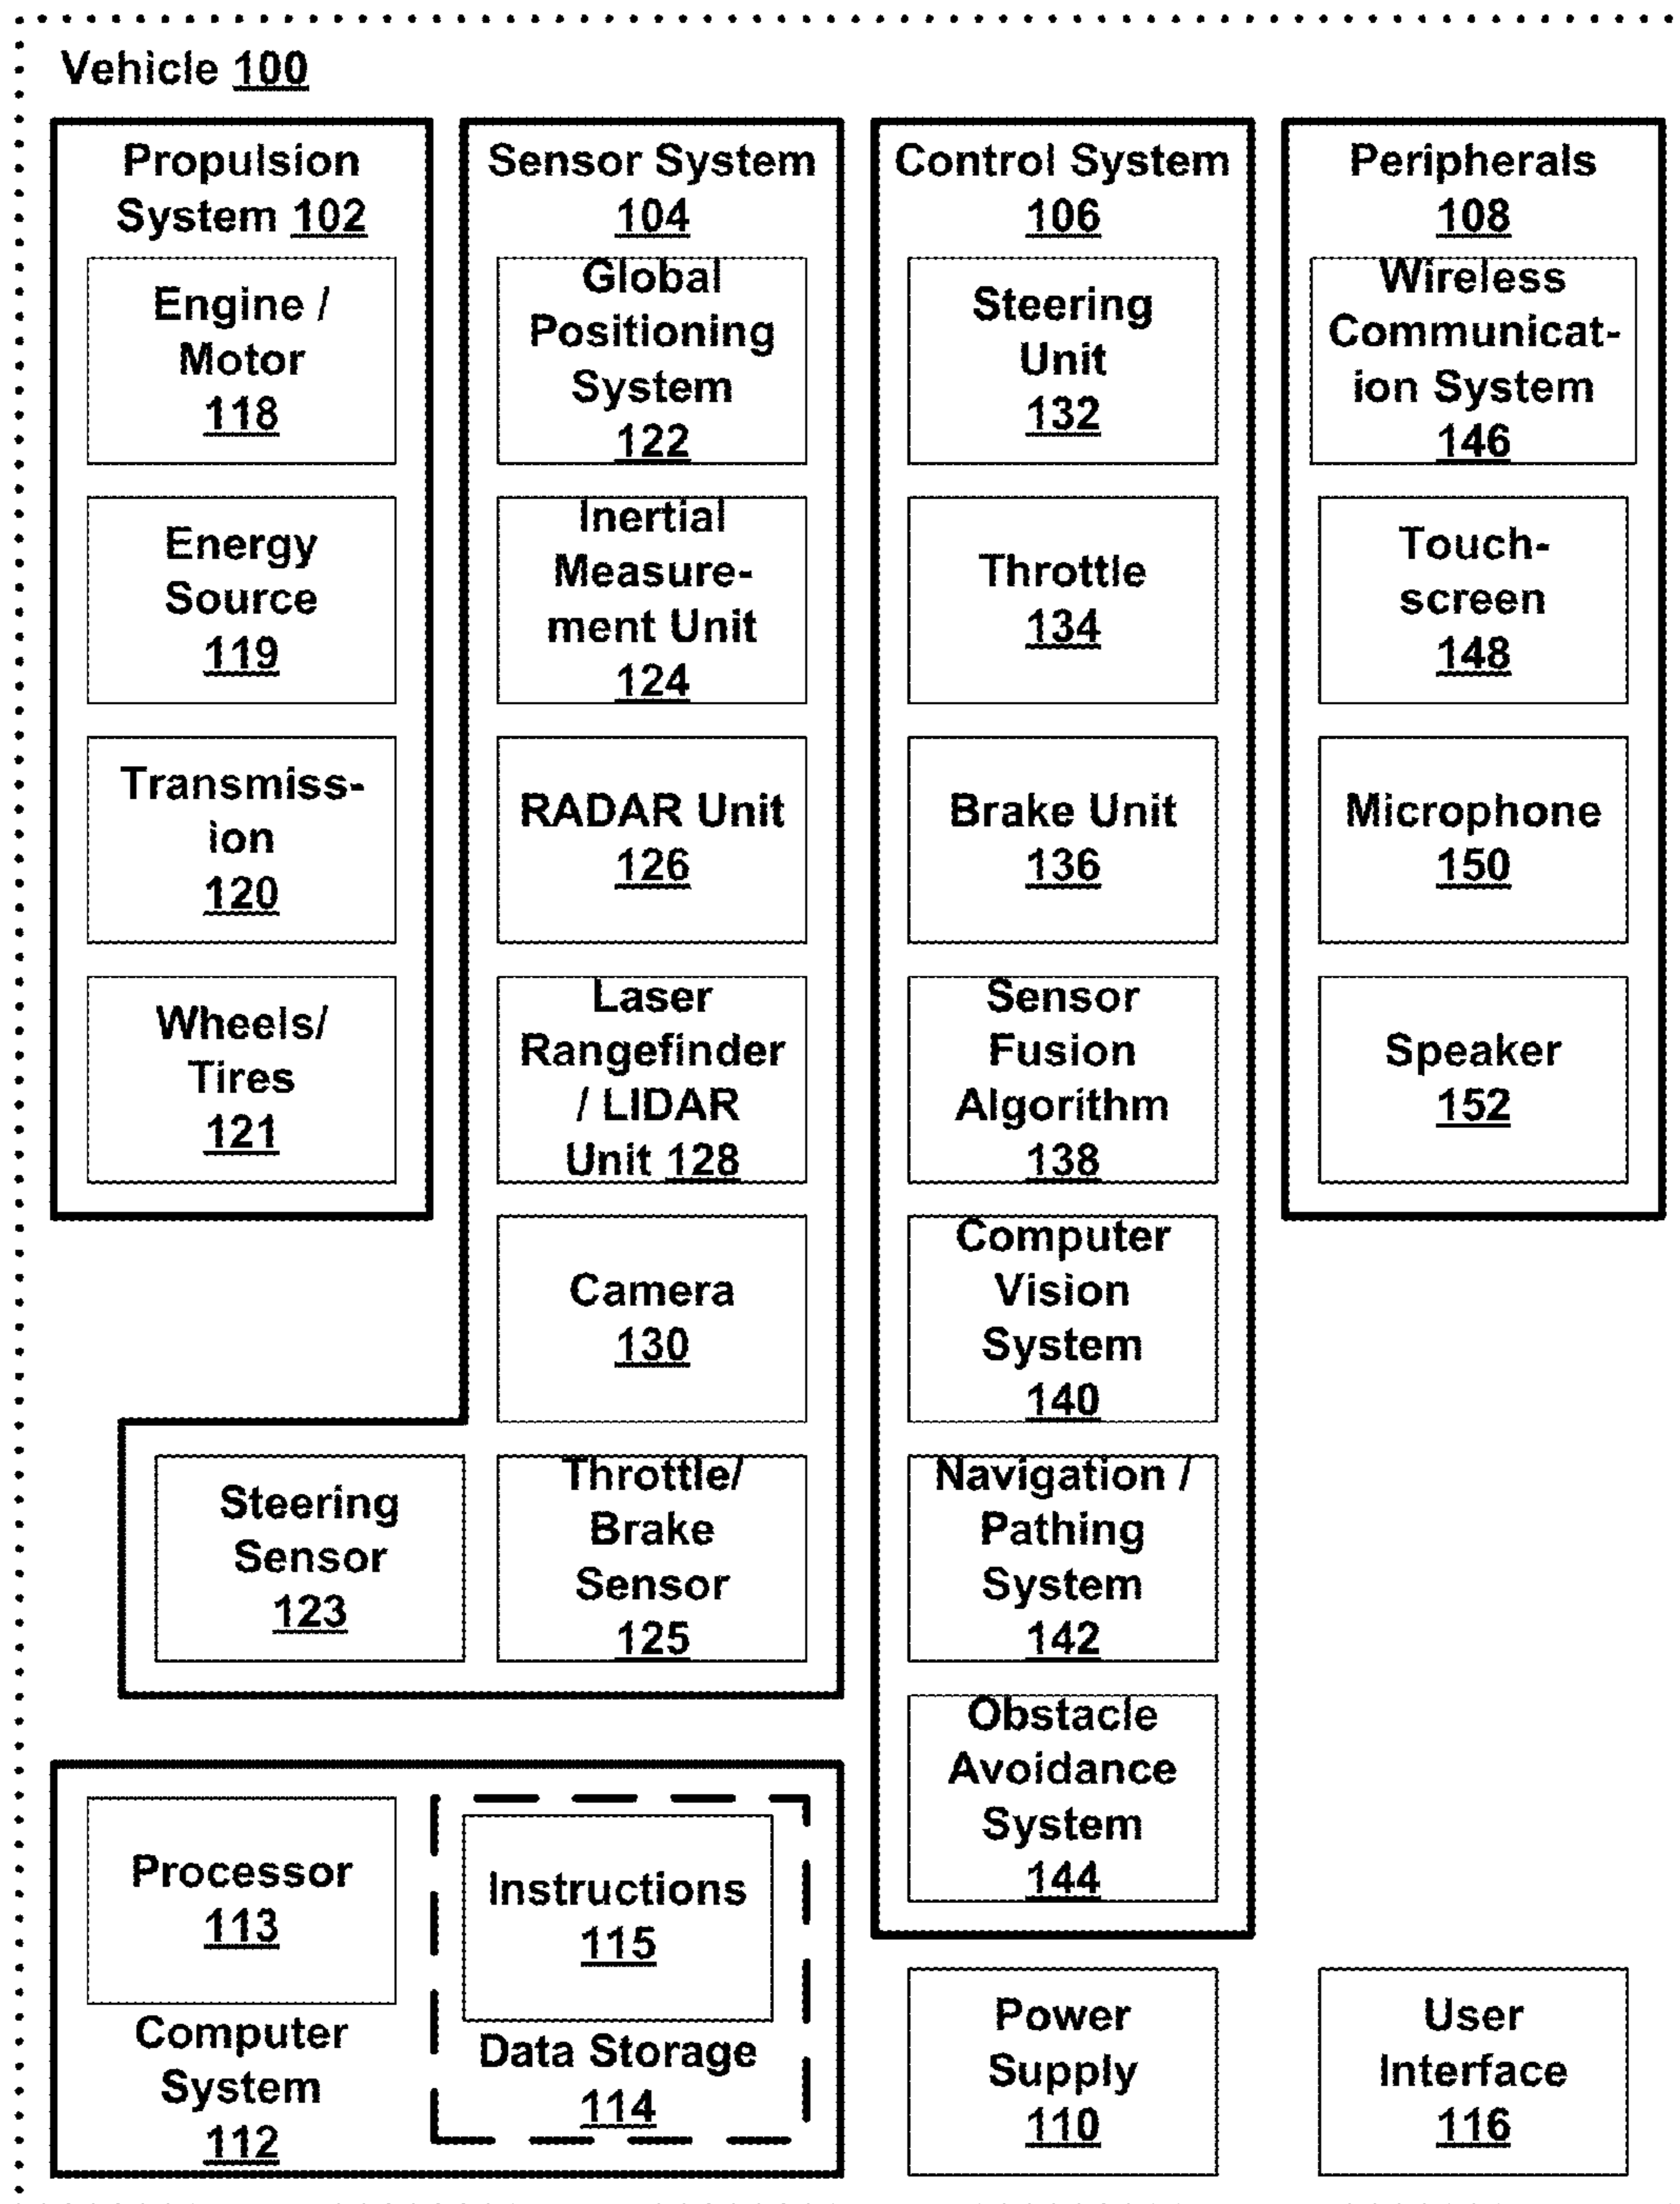 Vehicle 100
Propulsion
System 102
Engine /
Motor
118
Energy
Source
119
Transmiss-
ion
120
Wheels/
Tires
121
Sensor System
104
Global
Positioning
System
122
Inertial
Measure-
ment Unit
124
RADAR Unit
126
Laser
Rangefinder
/ LIDAR
Unit 128
Camera
130
Steering
Sensor
123
Throttle/
Brake
Sensor
125
Control System
106
Steering
Unit
132
Throttle
134
Brake Unit
136
Sensor
Fusion
Algorithm
138
Computer
Vision
System
140
Navigation /
Pathing
System
142
Obstacle
Avoidance
System
144
Peripherals
108
Wireless
Communicat-
ion System
146
Touch-
screen
148
Microphone
150
Speaker
152
Processor
113
Computer
System
112
Instructions
115
Data Storage
114
Power
Supply
110
User
Interface
116